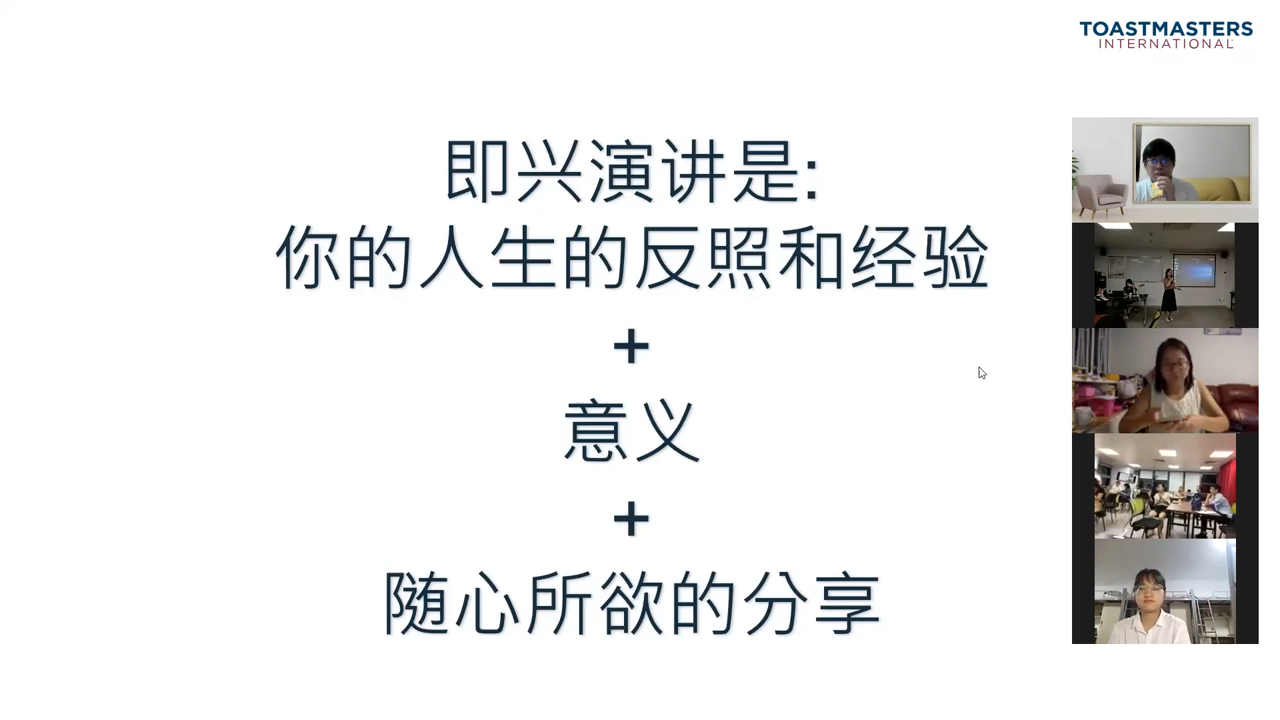 TOASTMASTERS
INTERNATIONAL
即兴演讲是:
你的人生的反照和经验
+
意义
+
随心所欲的分享